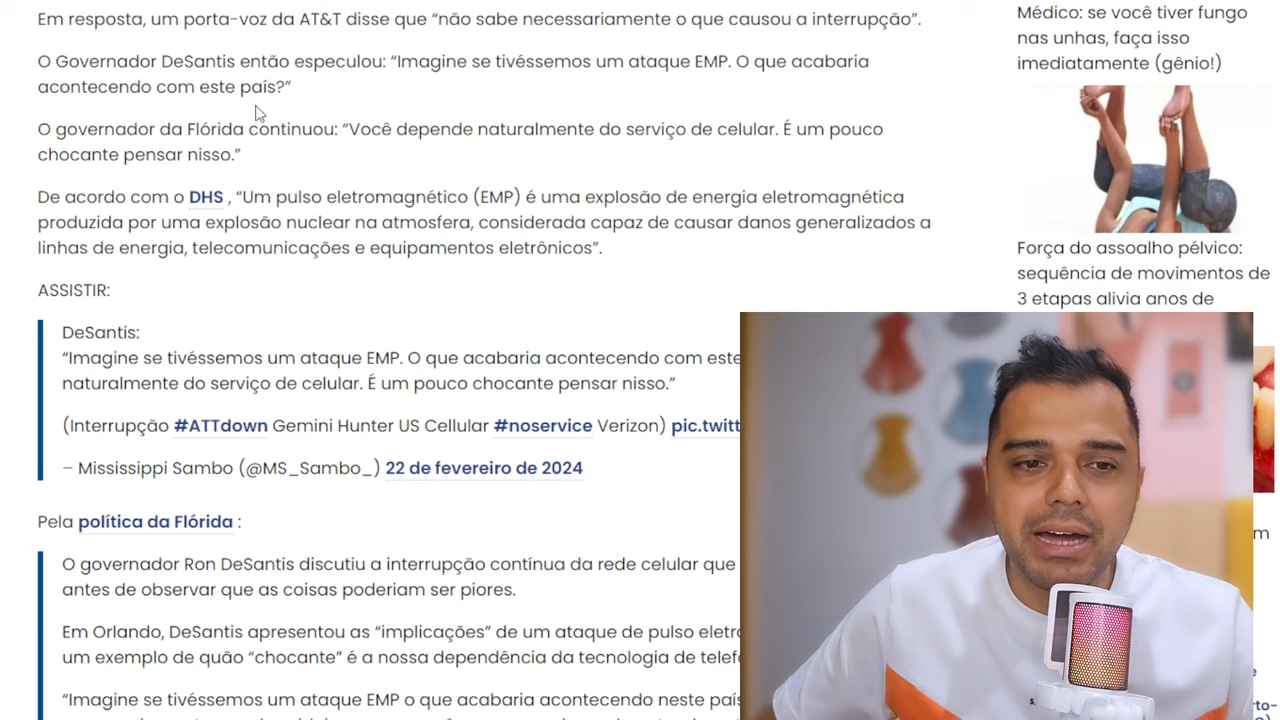 Em resposta, um porta-voz da AT&T disse que “não sabe necessariamente o que causou a interrupção”.
O Governador DeSantis então especulou: “Imagine se tivéssemos um ataque EMP. O que acabaria
acontecendo com este país?”
O governador da Flórida continuou: “Você depende naturalmente do serviço de celular. É um pouco
chocante pensar nisso.”
De acordo com o DHS , “Um pulso eletromagnético (EMP) é uma explosão de energia eletromagnética
produzida por uma explosão nuclear na atmosfera, considerada capaz de causar danos generalizados a
linhas de energia, telecomunicações e equipamentos eletrônicos”.
ASSISTIR:
DeSantis:
“Imagine se tivéssemos um ataque EMP. O que acabaria acontecendo com este
naturalmente do serviço de celular. É um pouco chocante pensar nisso.”
(Interrupção #ATTdown Gemini Hunter US Cellular #noservice Verizon) pic.twitt
– Mississippi Sambo (@MS_Sambo_) 22 de fevereiro de 2024
Pela política da Flórida :
O governador Ron DeSantis discutiu a interrupção contínua da rede celular que
antes de observar que as coisas poderiam ser piores.
Em Orlando, DeSantis apresentou as “implicações” de um ataque de pulso eletro
um exemplo de quão “chocante” é a nossa dependência da tecnologia de telef
“Imagine se tivéssemos um ataque EMP o que acabaria acontecendo neste país
Médico: se você tiver fungo
nas unhas, faça isso
imediatamente (gênio!)
Força do assoalho pélvico:
sequência de movimentos de
3 etapas alivia anos de